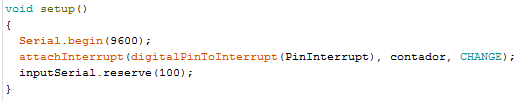 void setup()
{
  Serial.begin(9600);
  attachInterrupt(digitalPinToInterrupt(PinInterrupt), contador, CHANGE);
  inputSerial.reserve(100);
}